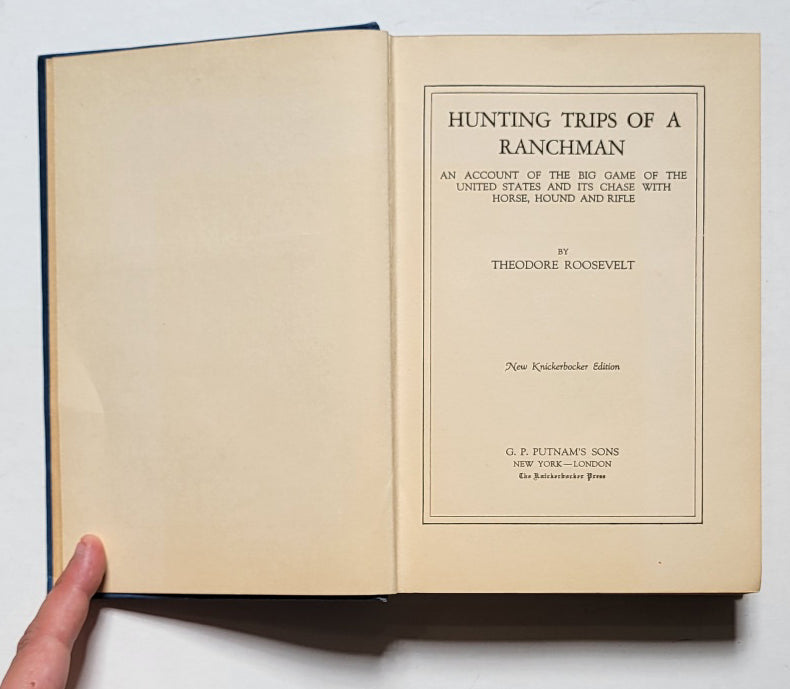 HUNTING TRIPS OF A
RANCHMAN
AN ACCOUNT OF THE BIG GAME OF THE
UNITED STATES AND ITS CHASE WITH
HORSE, HOUND AND RIFLE
BY
THEODORE ROOSEVELT
New Knickerbocker Edition
G. P. PUTNAM'S SONS
NEW YORK—LONDON
The Knickerbocker Press